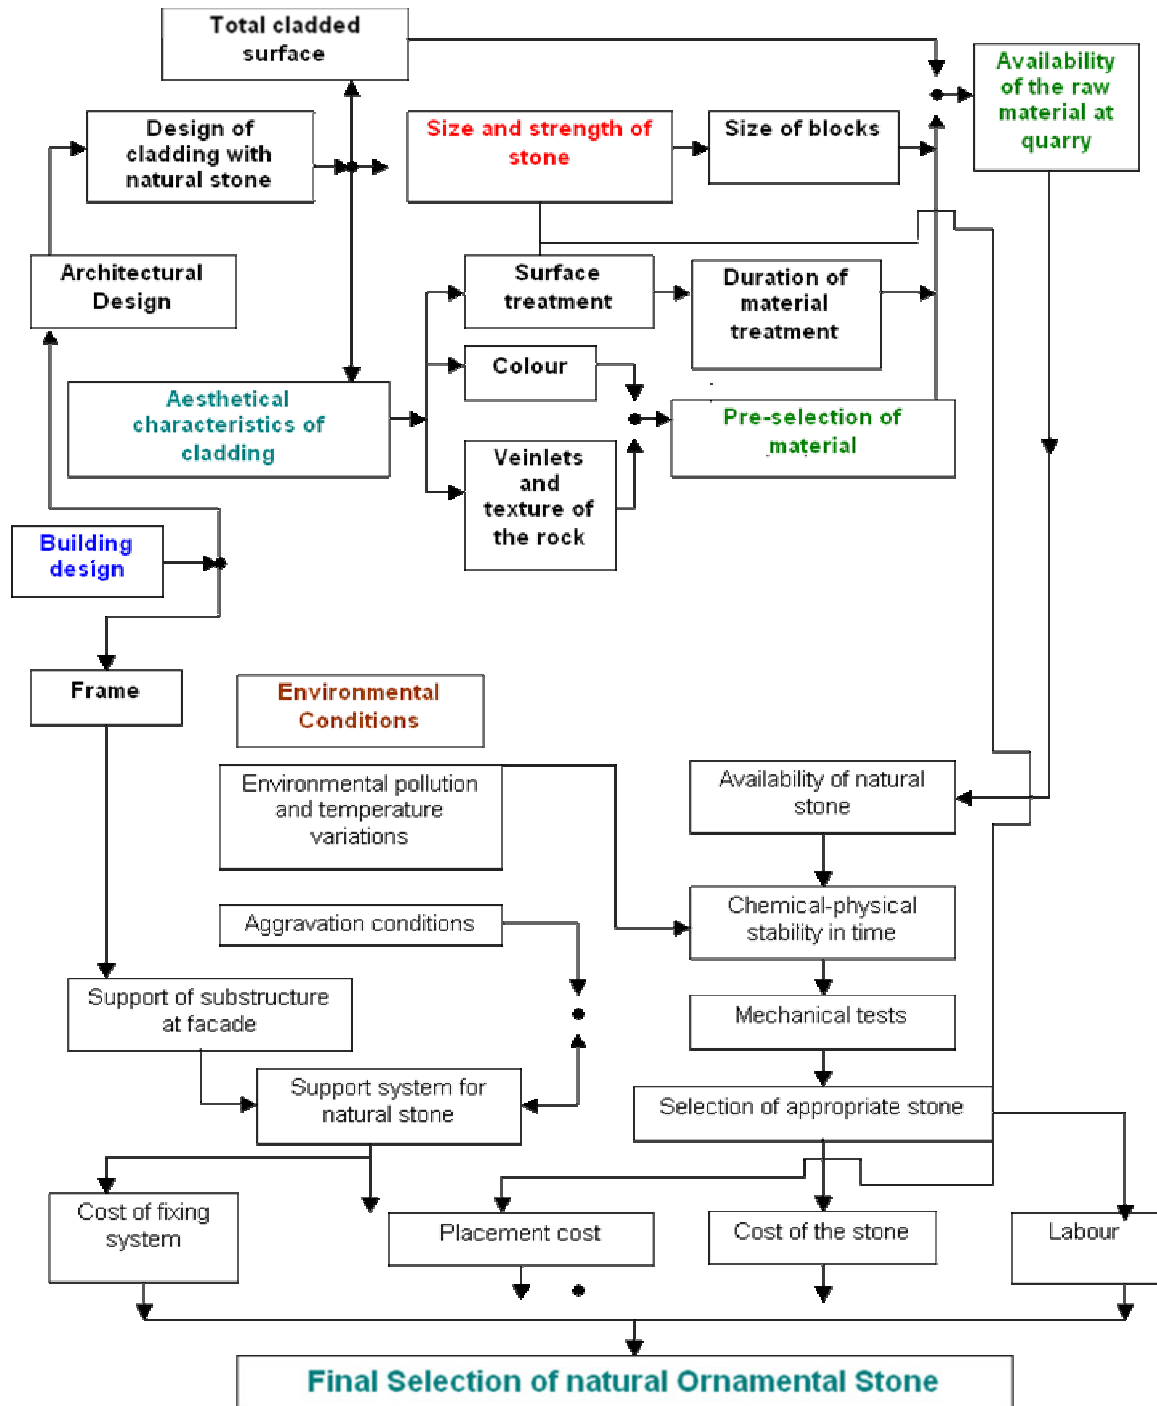 Total cladded
surface
Availability
of the raw
material at
quarry
Design of
cladding with
natural stone
Size and strength of
stone
Size of blocks
Architectural
Design
Surface
treatment
Duration of
material
treatment
Colour
Aesthetical
characteristics of
cladding
Pre-selection of
material
Veinlets
and
texture of
the rock
Building
design
Frame
Environmental
Conditions
Environmental pollution
and temperature
variations
Availability of natural
stone
Aggravation conditions
Chemical-physical
stability in time
Support of substructure
at facade
Mechanical tests
Support system for
natural stone
Selection of appropriate stone
Cost of fixing
system
Placement cost
Cost of the stone
Labour
Final Selection of natural Ornamental Stone